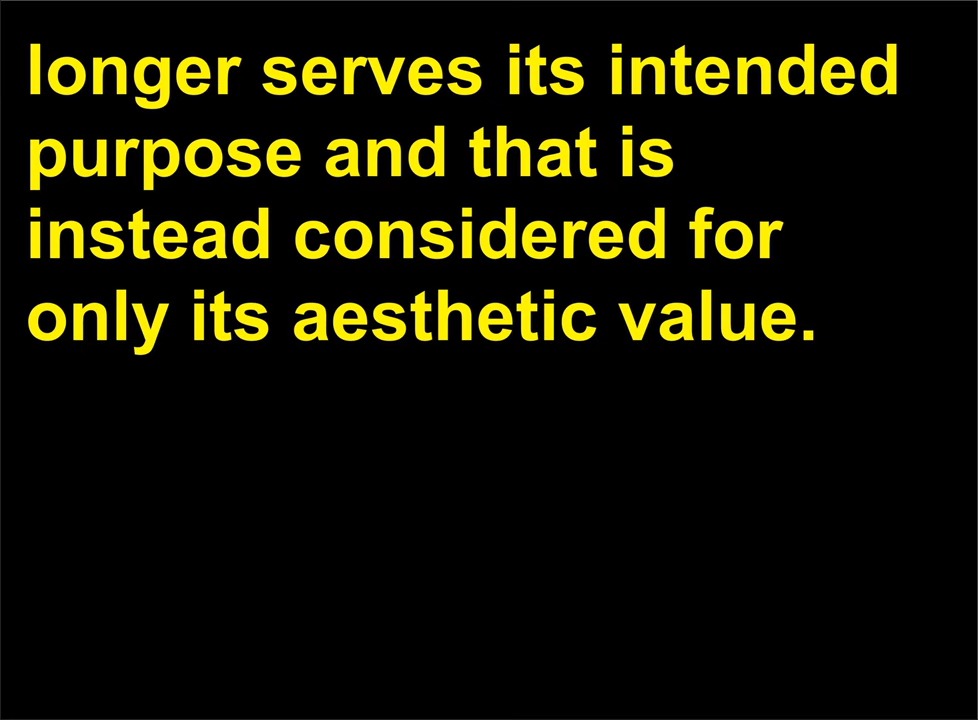 longer serves its intended
purpose and that is
instead considered for
only its aesthetic value.